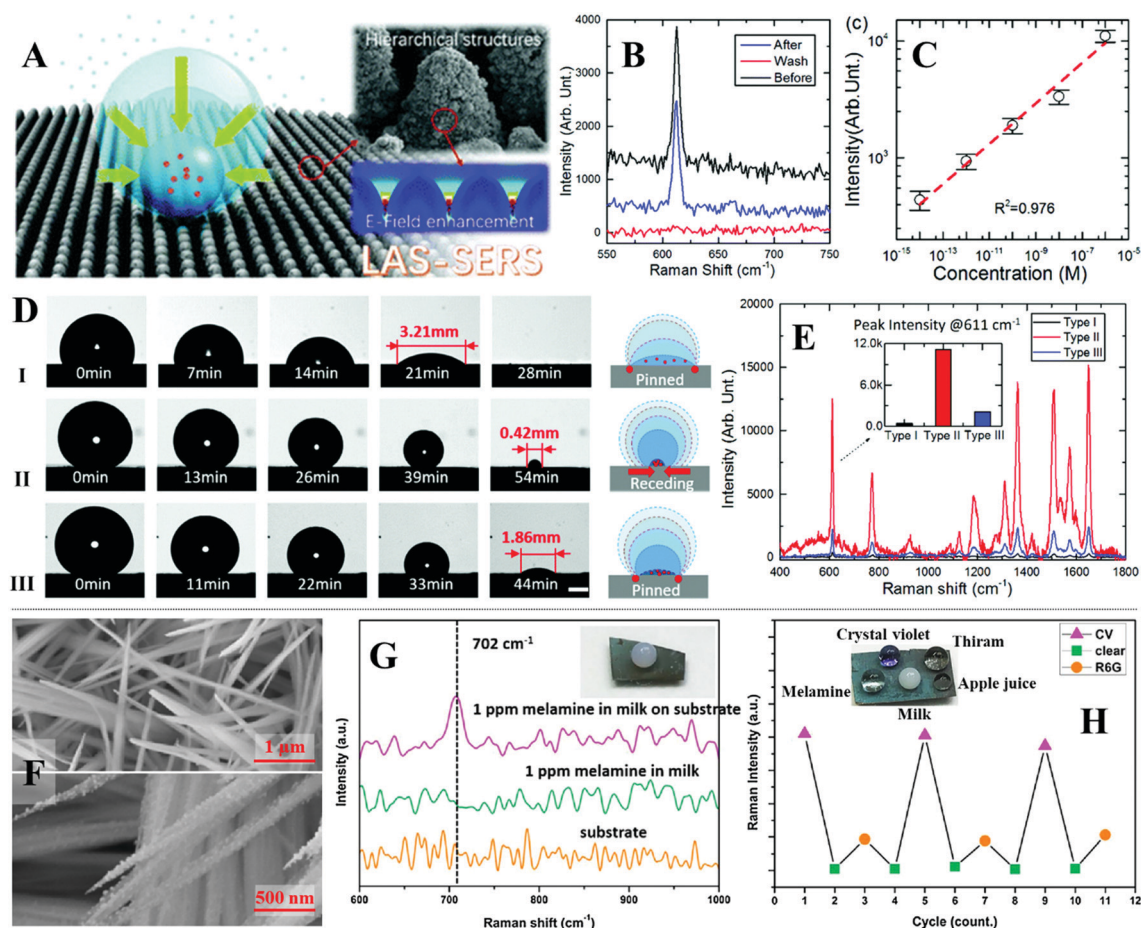 A
Hierarchical structures
E-Field enhancement
LAS-SERS
B
After
Wash
Before
Intensity (Arb. Unt.)
4000
3000
2000
1000
0
550 600 650 700 750
Raman Shift (cm-1)
(c)
C
Intensity(Arb. Unt.)
10⁴
10³
R²=0.976
10⁻¹⁵ 10⁻¹³ 10⁻¹¹ 10⁻⁹ 10⁻⁷ 10⁻⁵
Concentration (M)
D
I
0min 7min 14min 21min 28min
3.21mm
Pinned
II
0min 13min 26min 39min 54min
0.42mm
Receding
III
0min 11min 22min 33min 44min
1.86mm
Pinned
E
Intensity (Arb. Unt.)
20000
15000
10000
5000
0
Peak Intensity @611 cm⁻¹
12.0k
6.0k
0.0
Type I Type II Type III
Type I
Type II
Type III
400 600 800 1000 1200 1400 1600 1800
Raman shift (cm⁻¹)
F
1 μm
500 nm
G
702 cm⁻¹
1 ppm melamine in milk on substrate
1 ppm melamine in milk
substrate
Intensity (a.u.)
600 700 800 900 1000
Raman shift (cm⁻¹)
H
Crystal violet
Thiram
Melamine
Apple juice
Milk
CV
clear
R6G
Raman Intensity (a.u.)
0 1 2 3 4 5 6 7 8 9 10 11 12
Cycle (count.)